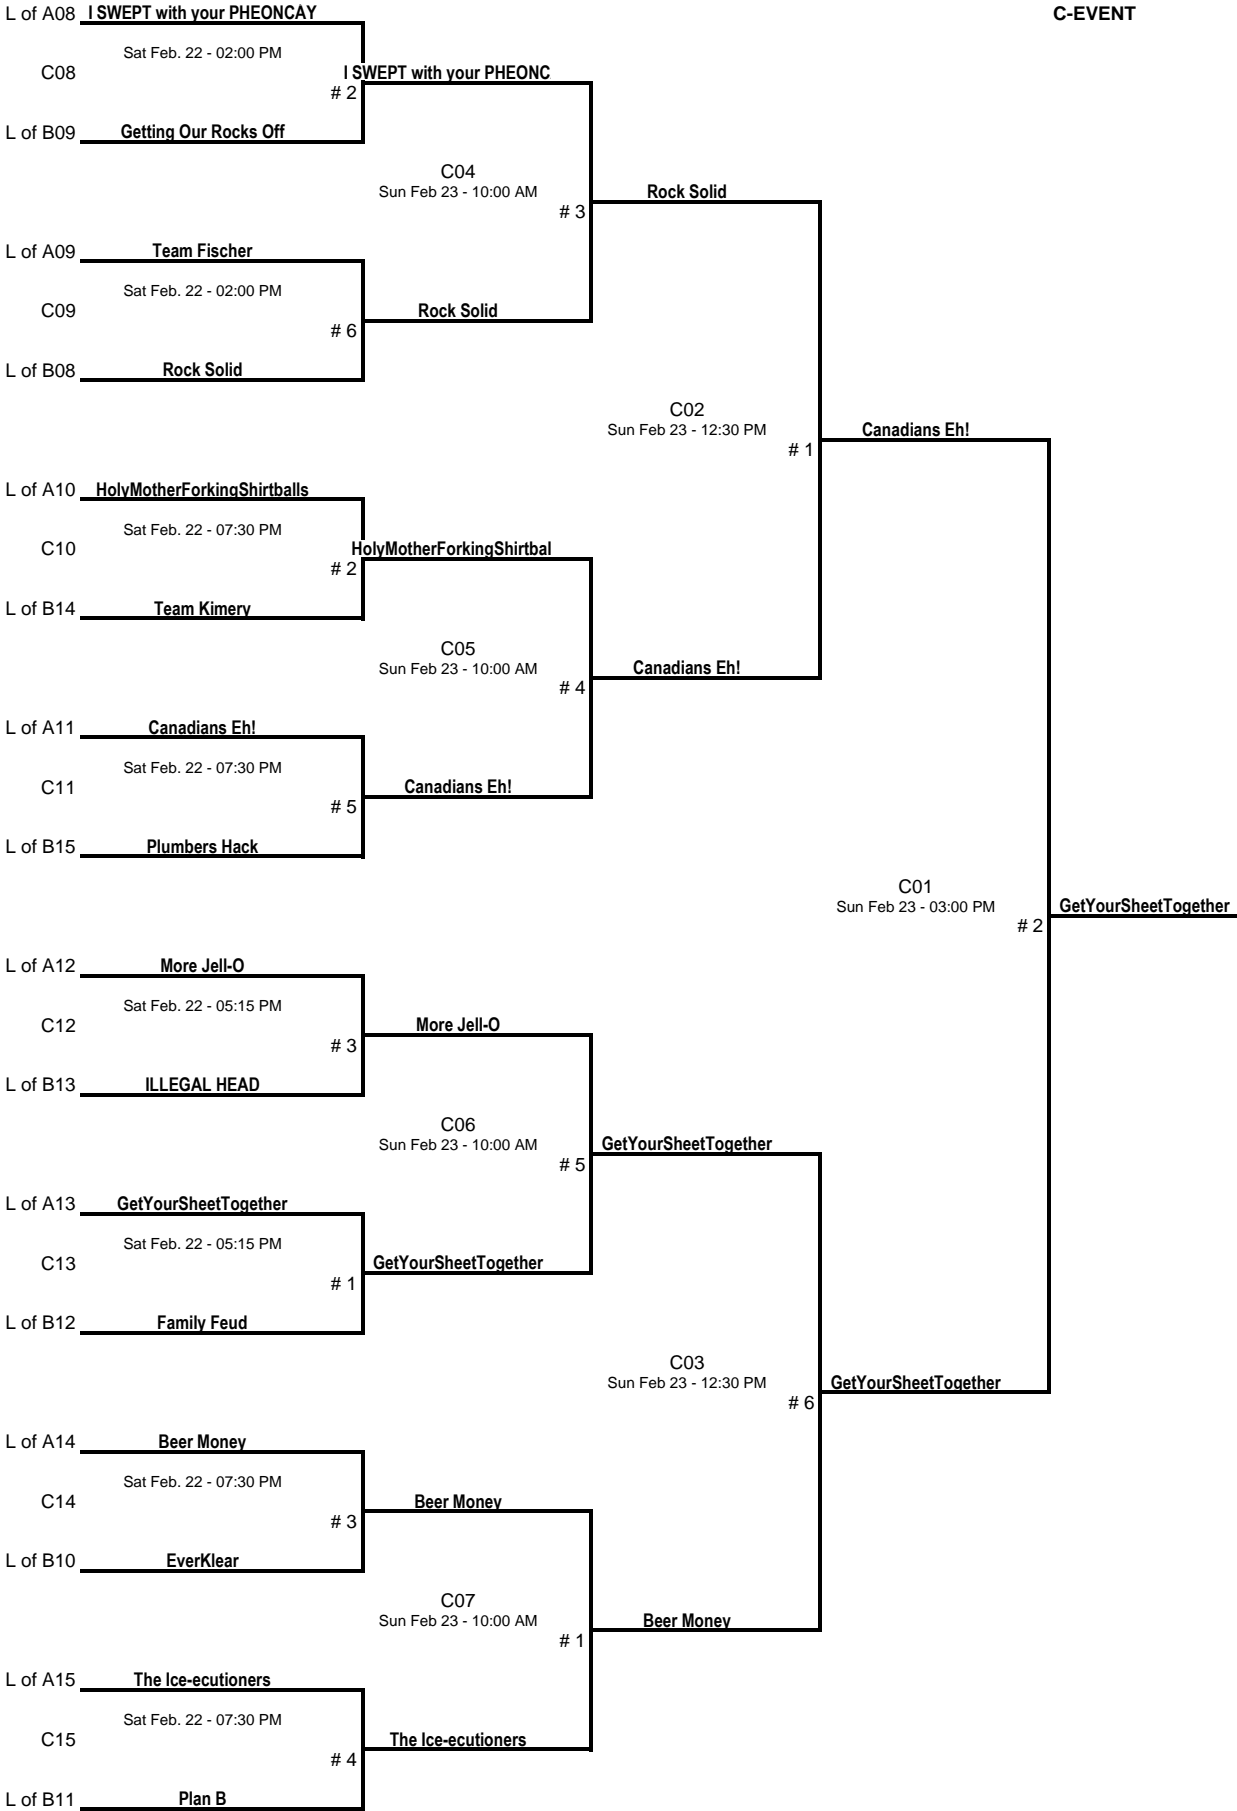 L of A08 I SWEPT with your PHEONCAY
C-EVENT
Sat Feb. 22 - 02:00 PM
C08
I SWEPT with your PHEONC
# 2
L of B09 Getting Our Rocks Off
C04
Sun Feb 23 - 10:00 AM
Rock Solid
# 3
L of A09 Team Fischer
Sat Feb. 22 - 02:00 PM
C09
Rock Solid
# 6
L of B08 Rock Solid
C02
Sun Feb 23 - 12:30 PM
Canadians Eh!
# 1
L of A10 HolyMotherForkingShirtballs
Sat Feb. 22 - 07:30 PM
C10
HolyMotherForkingShirtbal
# 2
L of B14 Team Kimery
C05
Sun Feb 23 - 10:00 AM
Canadians Eh!
# 4
L of A11 Canadians Eh!
Sat Feb. 22 - 07:30 PM
C11
Canadians Eh!
# 5
L of B15 Plumbers Hack
C01
Sun Feb 23 - 03:00 PM
GetYourSheetTogether
# 2
L of A12 More Jell-O
Sat Feb. 22 - 05:15 PM
C12
More Jell-O
# 3
L of B13 ILLEGAL HEAD
C06
Sun Feb 23 - 10:00 AM
GetYourSheetTogether
# 5
L of A13 GetYourSheetTogether
Sat Feb. 22 - 05:15 PM
C13
GetYourSheetTogether
# 1
L of B12 Family Feud
C03
Sun Feb 23 - 12:30 PM
GetYourSheetTogether
# 6
L of A14 Beer Money
Sat Feb. 22 - 07:30 PM
C14
Beer Money
# 3
L of B10 EverKlear
C07
Sun Feb 23 - 10:00 AM
Beer Money
# 1
L of A15 The Ice-ecutioners
Sat Feb. 22 - 07:30 PM
C15
The Ice-ecutioners
# 4
L of B11 Plan B